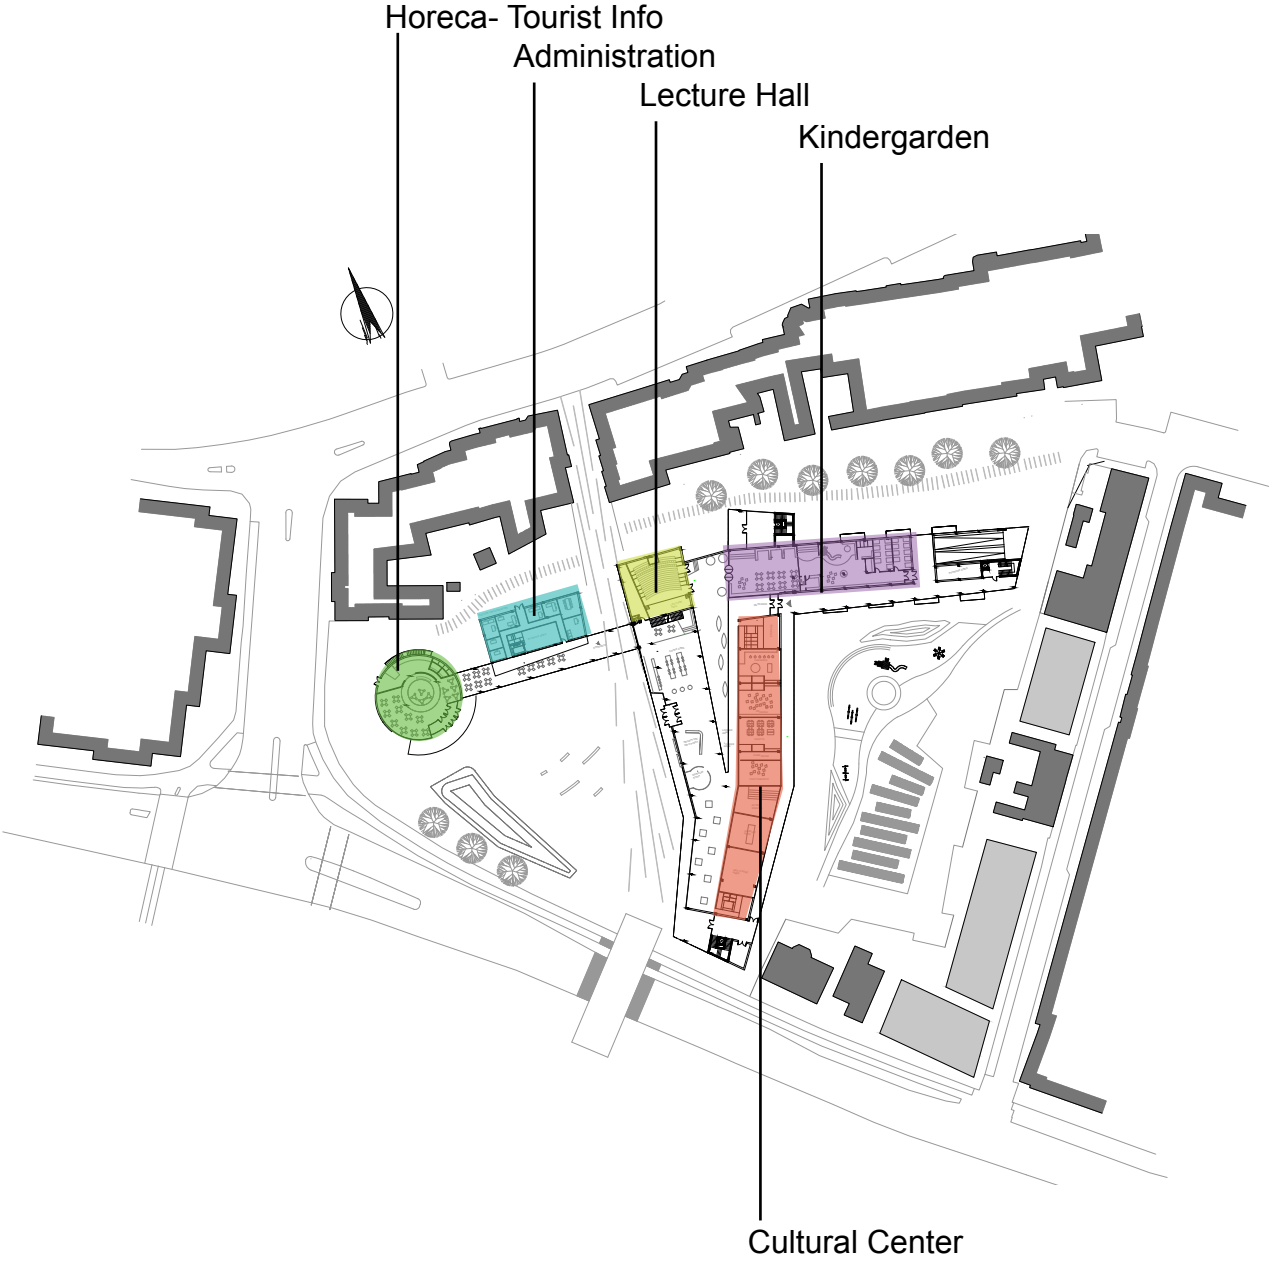 Horeca- Tourist Info
Administration
Lecture Hall
Kindergarden
Cultural Center